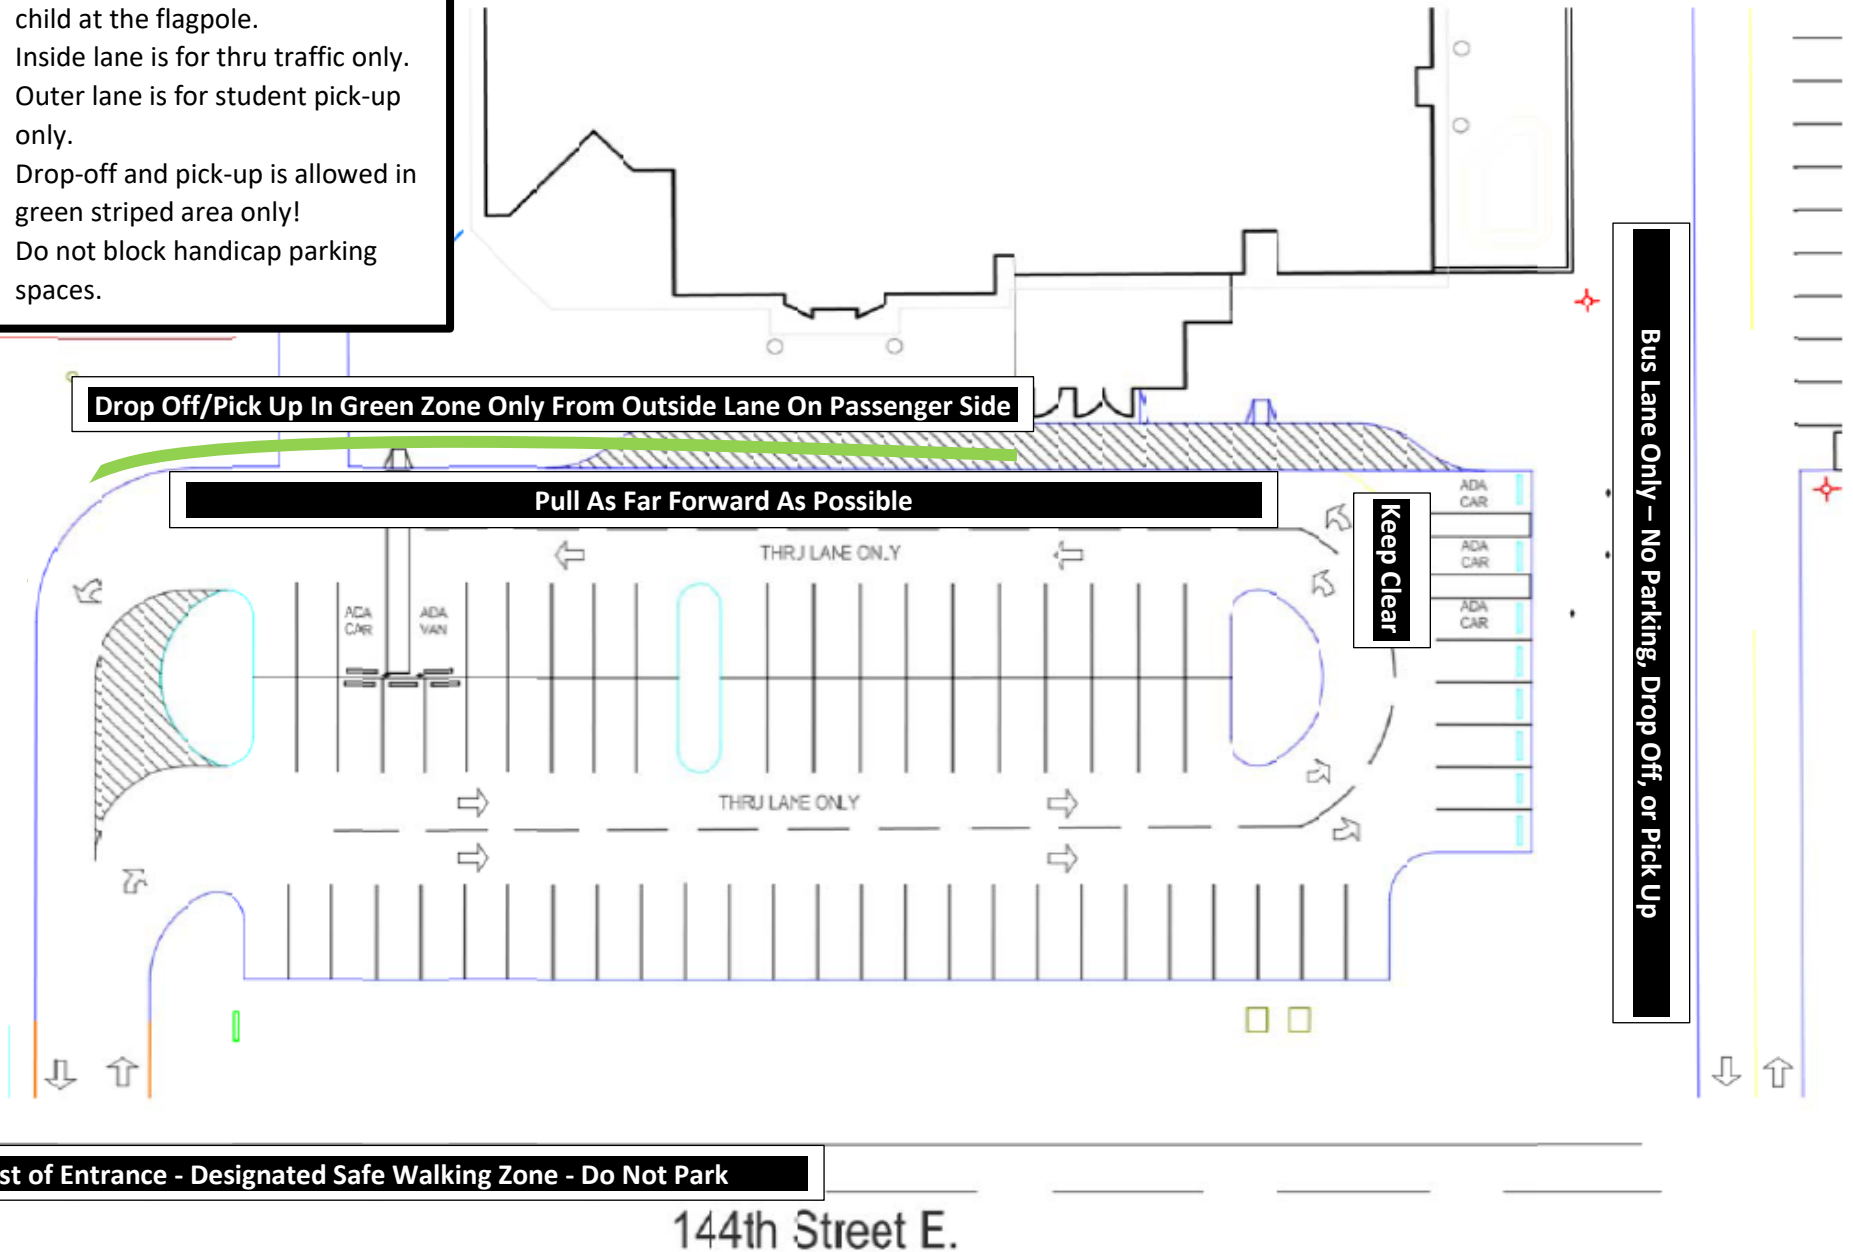 child at the flagpole.
Inside lane is for thru traffic only.
Outer lane is for student pick-up
only.
Drop-off and pick-up is allowed in
green striped area only!
Do not block handicap parking
spaces.
Drop Off/Pick Up In Green Zone Only From Outside Lane On Passenger Side
Pull As Far Forward As Possible
Keep Clear
Bus Lane Only – No Parking, Drop Off, or Pick Up
ADA
CAR
ADA
CAR
ADA
CAR
THRU LANE ONLY
ADA
CAR
ADA
VAN
THRU LANE ONLY
st of Entrance - Designated Safe Walking Zone - Do Not Park
144th Street E.